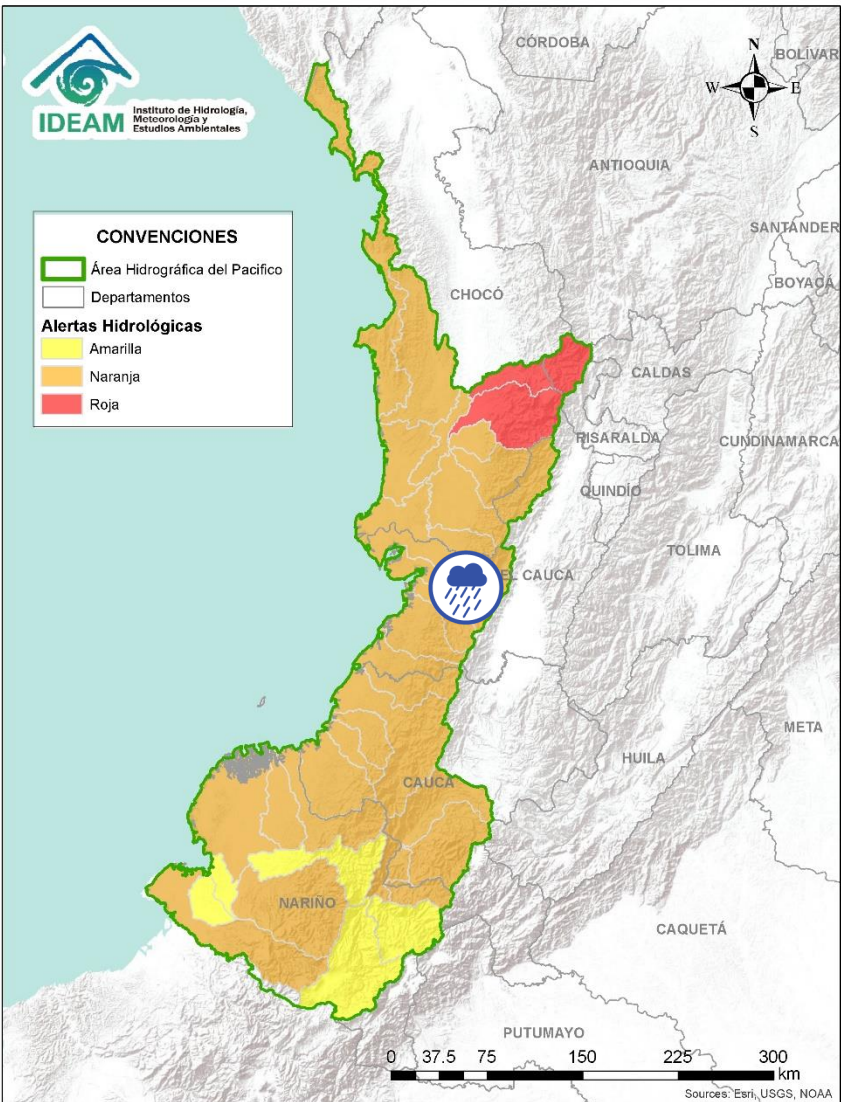 IDEAM
Instituto de Hidrología,
Meteorología y
Estudios Ambientales
N
W
E
S
CÓRDOBA
BOLIVAR
ANTIOQUIA
SANTANDER
BOYACÁ
CONVENCIONES
Área Hidrográfica del Pacifico
Departamentos
Alertas Hidrológicas
Amarilla
Naranja
Roja
CHOCÓ
CALDAS
RISARALDA
CUNDINAMARCA
QUINDÍO
TOLIMA
EL CAUCA
META
HUILA
CAUCA
NARIÑO
CAQUETÁ
PUTUMAYO
0 37.5 75 150 225 300
km
Sources: Esri, USGS, NOAA